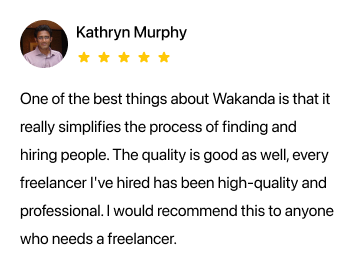 Kathryn Murphy
One of the best things about Wakanda is that it
really simplifies the process of finding and
hiring people. The quality is good as well, every
freelancer I've hired has been high-quality and
professional. I would recommend this to anyone
who needs a freelancer.